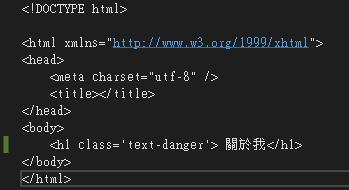 <!DOCTYPE html>
<html xmlns="http://www.w3.org/1999/xhtml">
<head>
<meta charset="utf-8" />
<title></title>
</head>
<body>
<h1 class='text-danger'> 關於我</h1>
</body>
</html>